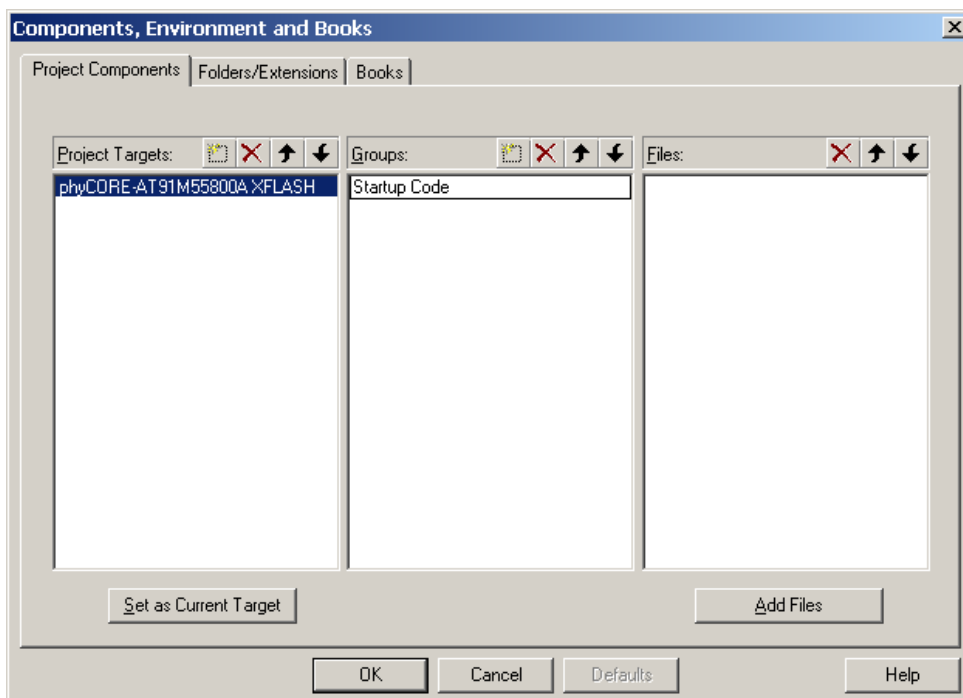 Components, Environment and Books
Project Components Folders/Extensions Books
Project Targets: Groups: Files:
phyCORE-AT91M55800A XFLASH Startup Code
Set as Current Target Add Files
OK Cancel Defaults Help